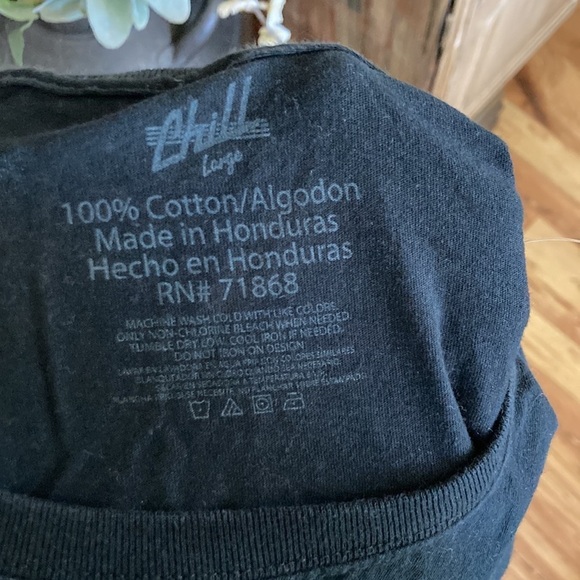 Chill
Large
100% Cotton/Algodon
Made in Honduras
Hecho en Honduras
RN# 71868
MACHINE WASH COLD WITH LIKE COLORS.
ONLY NON-CHLORINE BLEACH WHEN NEEDED.
TUMBLE DRY LOW. COOL IRON IF NEEDED.
DO NOT IRON ON DESIGN